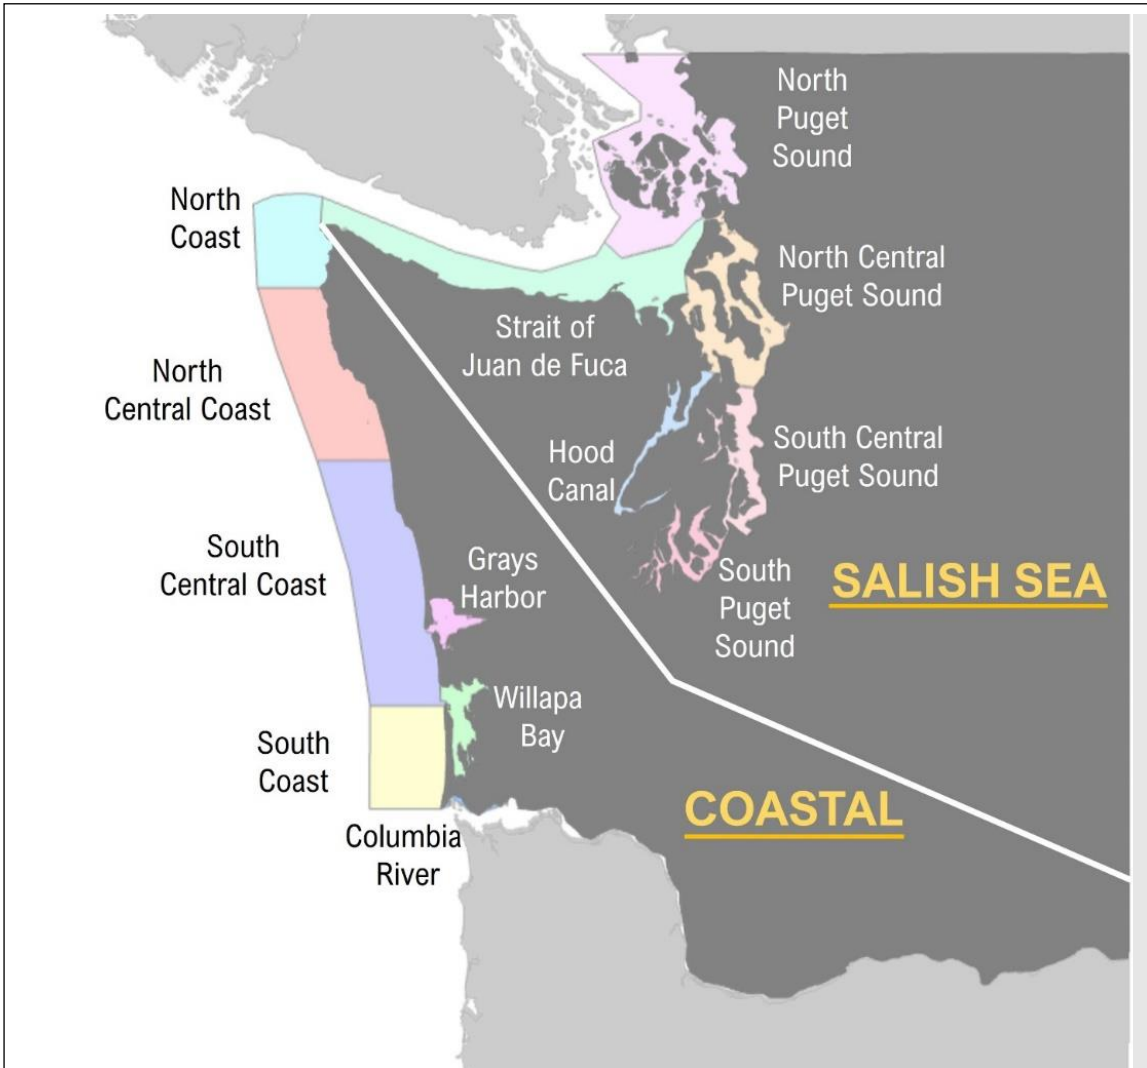 North
Puget
Sound
North
Coast
North Central
Puget Sound
Strait of
Juan de Fuca
North
Central Coast
Hood
Canal
South Central
Puget Sound
South
Central Coast
Grays
Harbor
South
Puget
Sound
SALISH SEA
Willapa
Bay
South
Coast
COASTAL
Columbia
River